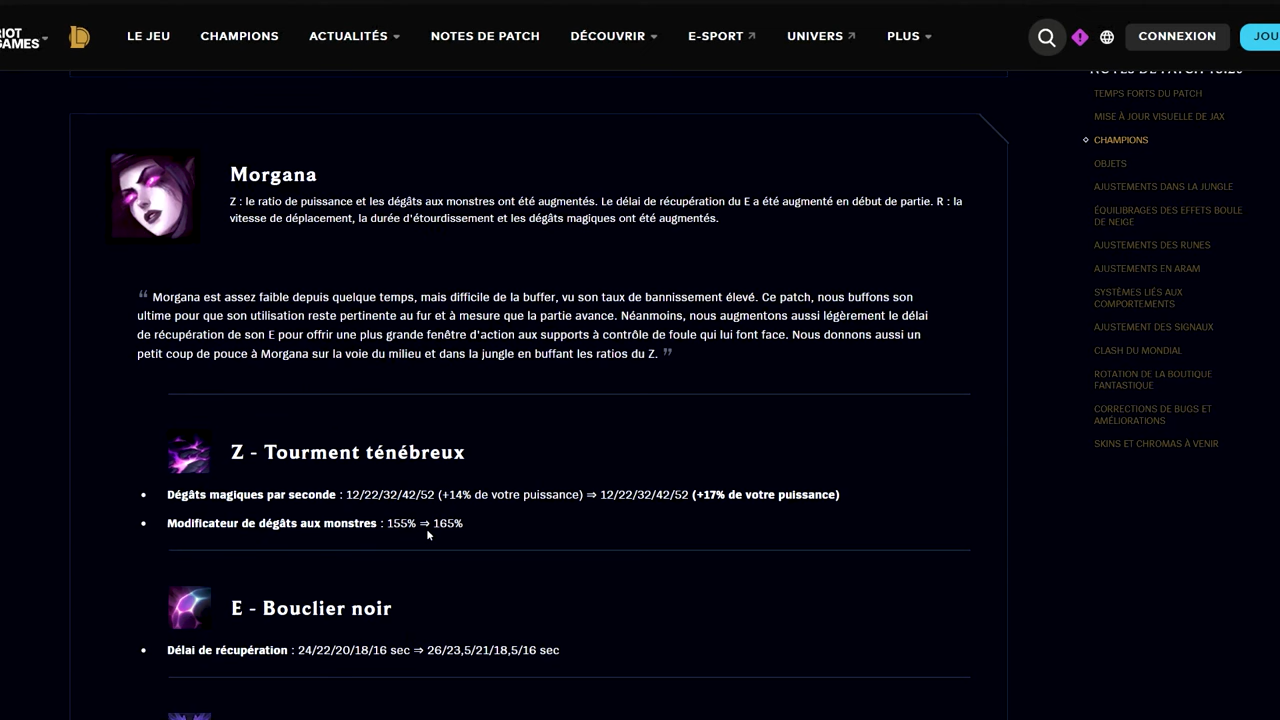 RIOT
GAMES
LE JEU
CHAMPIONS
ACTUALITÉS
NOTES DE PATCH
DÉCOUVRIR
E-SPORT
UNIVERS
PLUS
CONNEXION
JOU
Morgana
Z : le ratio de puissance et les dégâts aux monstres ont été augmentés. Le délai de récupération du E a été augmenté en début de partie. R : la
vitesse de déplacement, la durée d'étourdissement et les dégâts magiques ont été augmentés.
“ Morgana est assez faible depuis quelque temps, mais difficile de la buffer, vu son taux de bannissement élevé. Ce patch, nous buffons son
ultime pour que son utilisation reste pertinente au fur et à mesure que la partie avance. Néanmoins, nous augmentons aussi légèrement le délai
de récupération de son E pour offrir une plus grande fenêtre d'action aux supports à contrôle de foule qui lui font face. Nous donnons aussi un
petit coup de pouce à Morgana sur la voie du milieu et dans la jungle en buffant les ratios du Z. ”
Z - Tourment ténébreux
• Dégâts magiques par seconde : 12/22/32/42/52 (+14% de votre puissance) ⇒ 12/22/32/42/52 (+17% de votre puissance)
• Modificateur de dégâts aux monstres : 155% ⇒ 165%
E - Bouclier noir
• Délai de récupération : 24/22/20/18/16 sec ⇒ 26/23,5/21/18,5/16 sec
NOTES DE PATCH
TEMPS FORTS DU PATCH
MISE À JOUR VISUELLE DE JAX
CHAMPIONS
OBJETS
AJUSTEMENTS DANS LA JUNGLE
ÉQUILIBRAGES DES EFFETS BOULE
DE NEIGE
AJUSTEMENTS DES RUNES
AJUSTEMENTS EN ARAM
SYSTÈMES LIÉS AUX
COMPORTEMENTS
AJUSTEMENT DES SIGNAUX
CLASH DU MONDIAL
ROTATION DE LA BOUTIQUE
FANTASTIQUE
CORRECTIONS DE BUGS ET
AMÉLIORATIONS
SKINS ET CHROMAS À VENIR